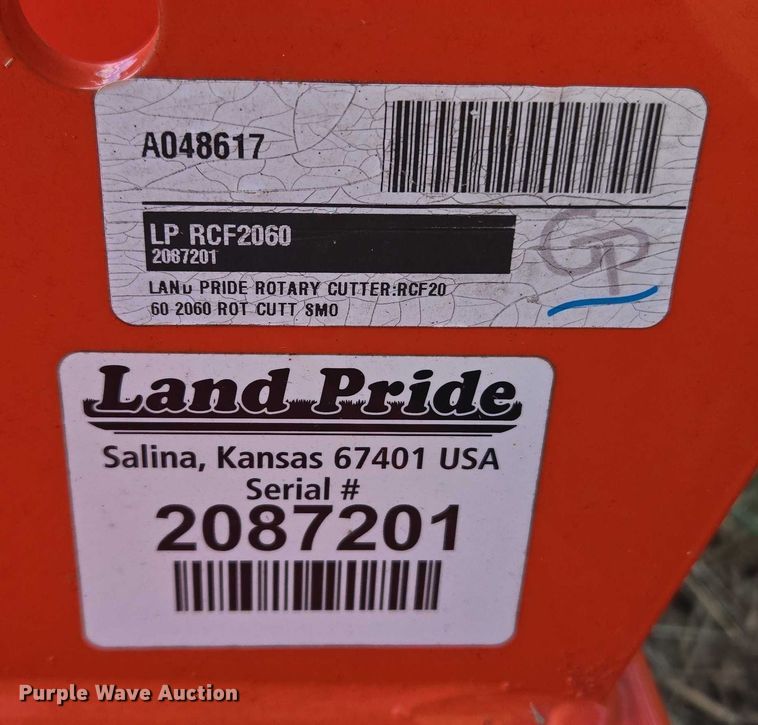 A048617
LP RCF2060
2087201
LAND PRIDE ROTARY CUTTER:RCF20
60 2060 ROT CUTT SMO
GP
Land Pride
Salina, Kansas 67401 USA
Serial #
2087201
Purple Wave Auction